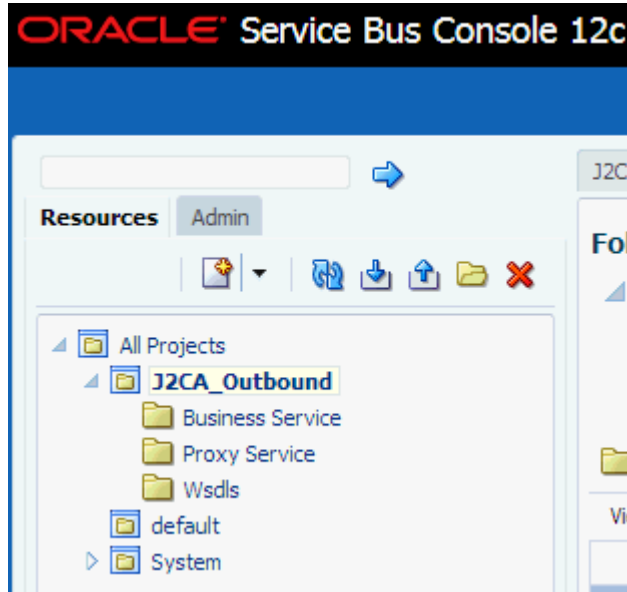 ORACLE Service Bus Console 12c
Resources Admin
All Projects
J2CA_Outbound
Business Service
Proxy Service
Wsdls
default
System